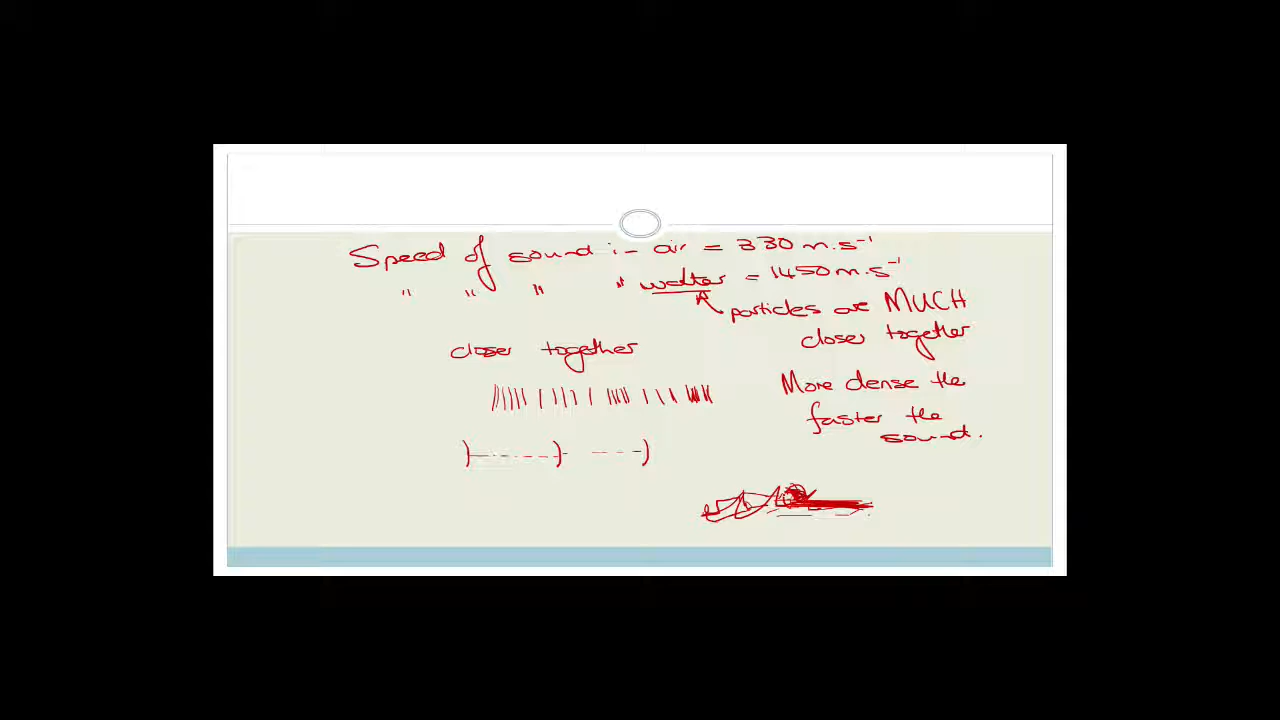 Speed of sound in air = 330 m.s⁻¹
" " " " watter = 1450 m.s⁻¹
particles are MUCH
closer together
closer together
More dense the
faster the
sound.